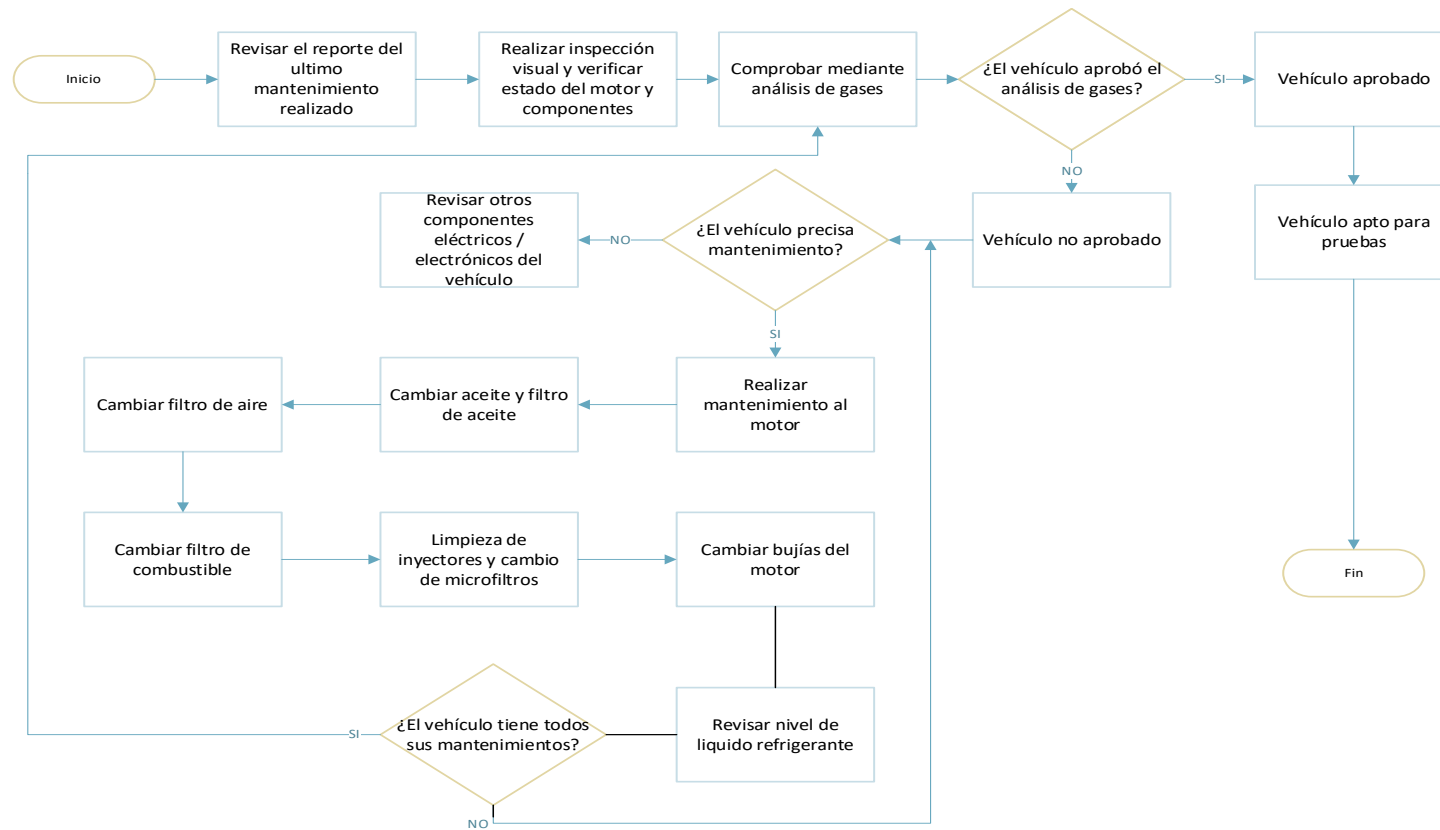 Inicio
Revisar el reporte del
ultimo
mantenimiento
realizado
Realizar inspección
visual y verificar
estado del motor y
componentes
Comprobar mediante
análisis de gases
¿El vehículo aprobó el
análisis de gases?
SI
Vehículo aprobado
NO
Revisar otros
componentes
eléctricos /
electrónicos del
vehículo
NO
¿El vehículo precisa
mantenimiento?
Vehículo no aprobado
Vehículo apto para
pruebas
SI
Cambiar filtro de aire
Cambiar aceite y filtro
de aceite
Realizar
mantenimiento al
motor
Cambiar filtro de
combustible
Limpieza de
inyectores y cambio
de microfiltros
Cambiar bujías del
motor
Fin
SI
¿El vehículo tiene todos
sus mantenimientos?
Revisar nivel de
liquido refrigerante
NO